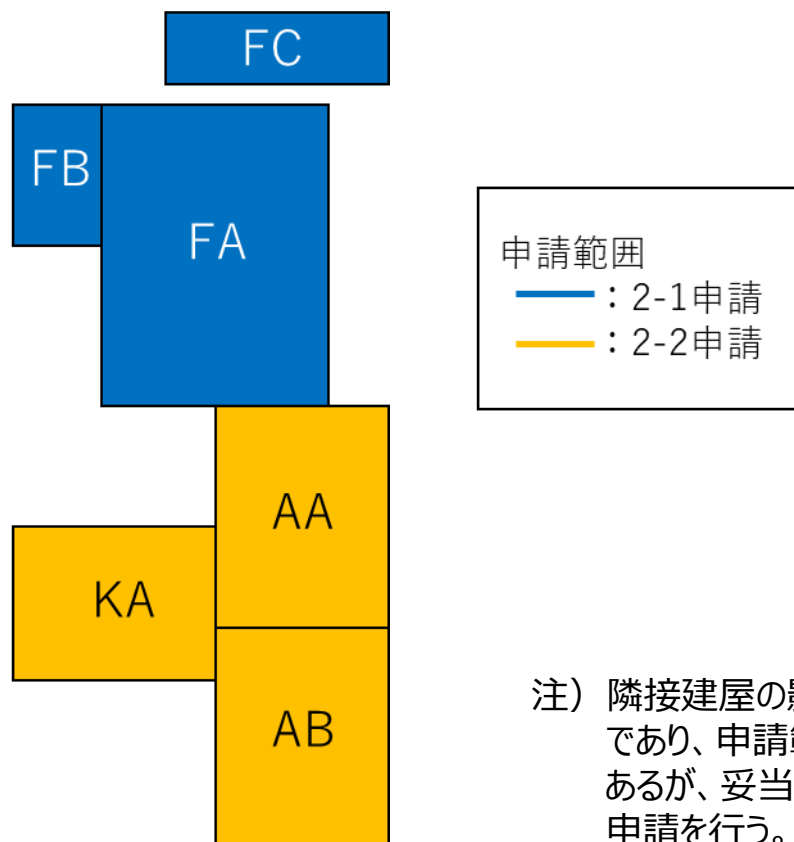 FC
FB
FA
申請範囲
：2-1申請
：2-2申請
AA
KA
AB
注）隣接建屋の
であり、申請
あるが、妥当
申請を行う。